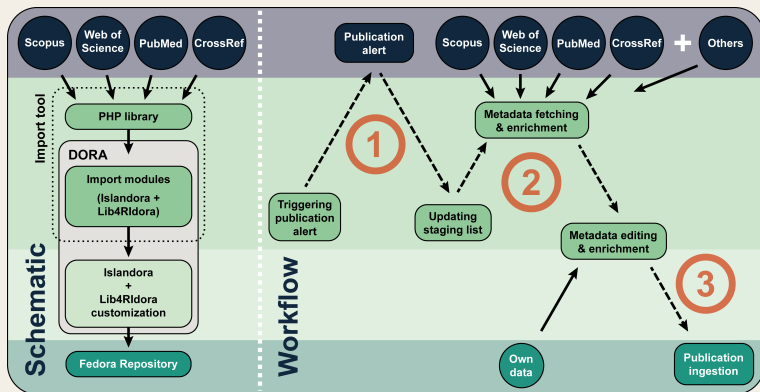 Scopus
Web of
Science
PubMed
CrossRef
PHP library
Import tool
DORA
Import modules
(Islandora +
Lib4RIdora)
Islandora
+
Lib4RIdora
customization
Fedora Repository
Schematic
Publication
alert
Scopus
Web of
Science
PubMed
CrossRef
+
Others
Metadata fetching
& enrichment
1
2
Triggering
publication
alert
Updating
staging list
Metadata editing
& enrichment
3
Workflow
Own
data
Publication
ingestion